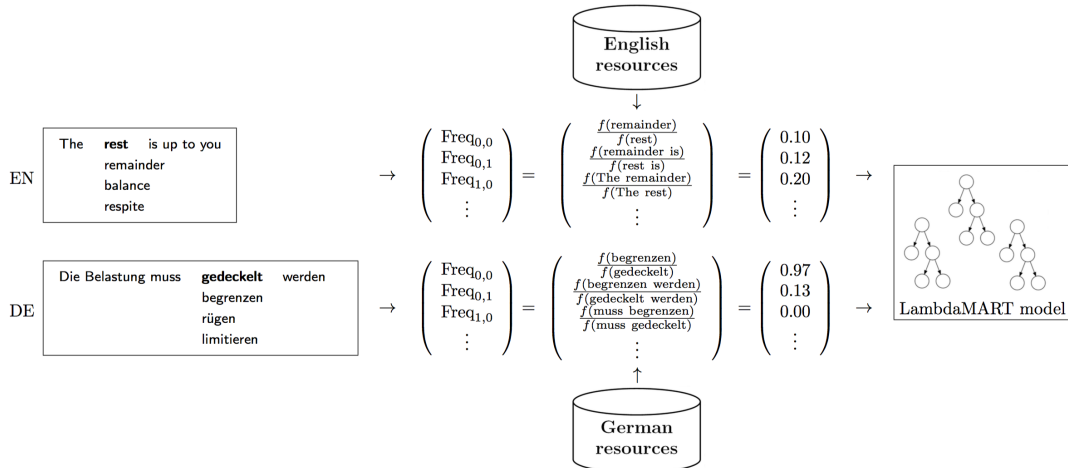 English
resources
↓
EN
The rest is up to you
remainder
balance
respite
→
Freq0,0
Freq0,1
Freq1,0
⋮
=
f(remainder)
f(rest)
f(remainder is)
f(rest is)
f(The remainder)
f(The rest)
⋮
=
0.10
0.12
0.20
⋮
→
DE
Die Belastung muss gedeckelt werden
begrenzen
rügen
limitieren
→
Freq0,0
Freq0,1
Freq1,0
⋮
=
f(begrenzen)
f(gedeckelt)
f(begrenzen werden)
f(gedeckelt werden)
f(muss begrenzen)
f(muss gedeckelt)
⋮
=
0.97
0.13
0.00
⋮
→
LambdaMART model
↑
German
resources